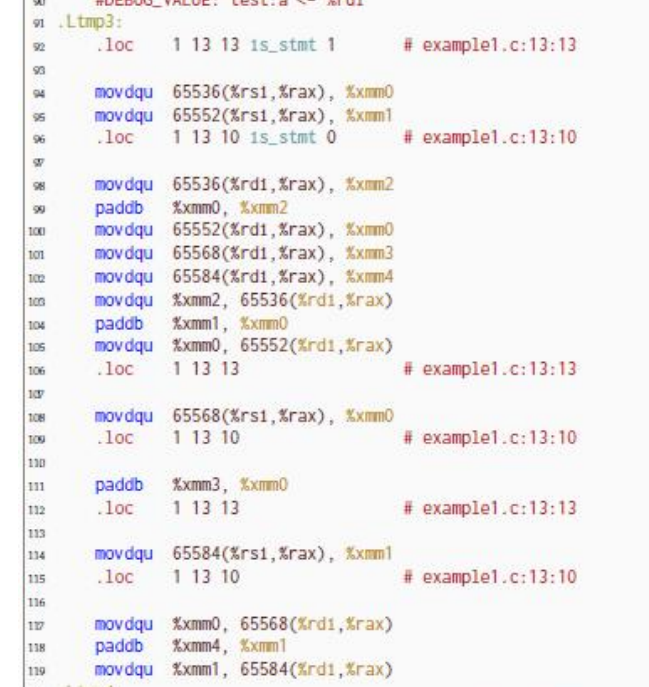 90 #DEBUG_VALUE: test:a <- %rdi
91 .Ltmp3:
92 .loc 1 13 13 is_stmt 1 # example1.c:13:13
93
94 movdqu 65536(%rsi,%rax), %xmm0
95 movdqu 65552(%rsi,%rax), %xmm1
96 .loc 1 13 10 is_stmt 0 # example1.c:13:10
97
98 movdqu 65536(%rdi,%rax), %xmm2
99 paddb %xmm0, %xmm2
100 movdqu 65552(%rdi,%rax), %xmm0
101 movdqu 65568(%rdi,%rax), %xmm3
102 movdqu 65584(%rdi,%rax), %xmm4
103 movdqu %xmm2, 65536(%rdi,%rax)
104 paddb %xmm1, %xmm0
105 movdqu %xmm0, 65552(%rdi,%rax)
106 .loc 1 13 13 # example1.c:13:13
107
108 movdqu 65568(%rsi,%rax), %xmm0
109 .loc 1 13 10 # example1.c:13:10
110
111 paddb %xmm3, %xmm0
112 .loc 1 13 13 # example1.c:13:13
113
114 movdqu 65584(%rsi,%rax), %xmm1
115 .loc 1 13 10 # example1.c:13:10
116
117 movdqu %xmm0, 65568(%rdi,%rax)
118 paddb %xmm4, %xmm1
119 movdqu %xmm1, 65584(%rdi,%rax)